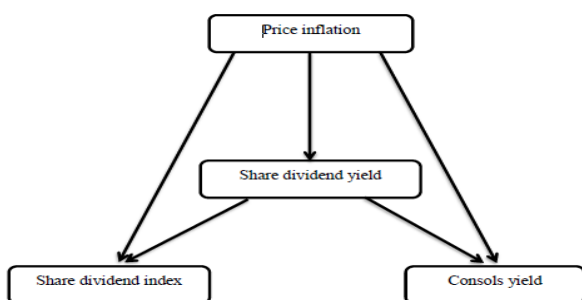 Price inflation
Share dividend yield
Share dividend index
Consols yield